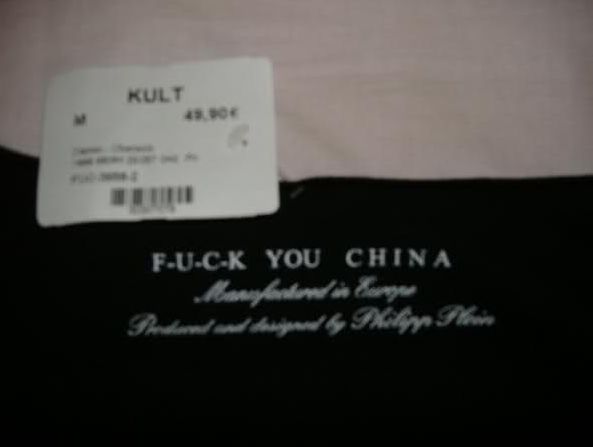 KULT
M 49,90€
F-U-C-K YOU CHINA
Manufactured in Europe
Produced and designed by Philipp Plein